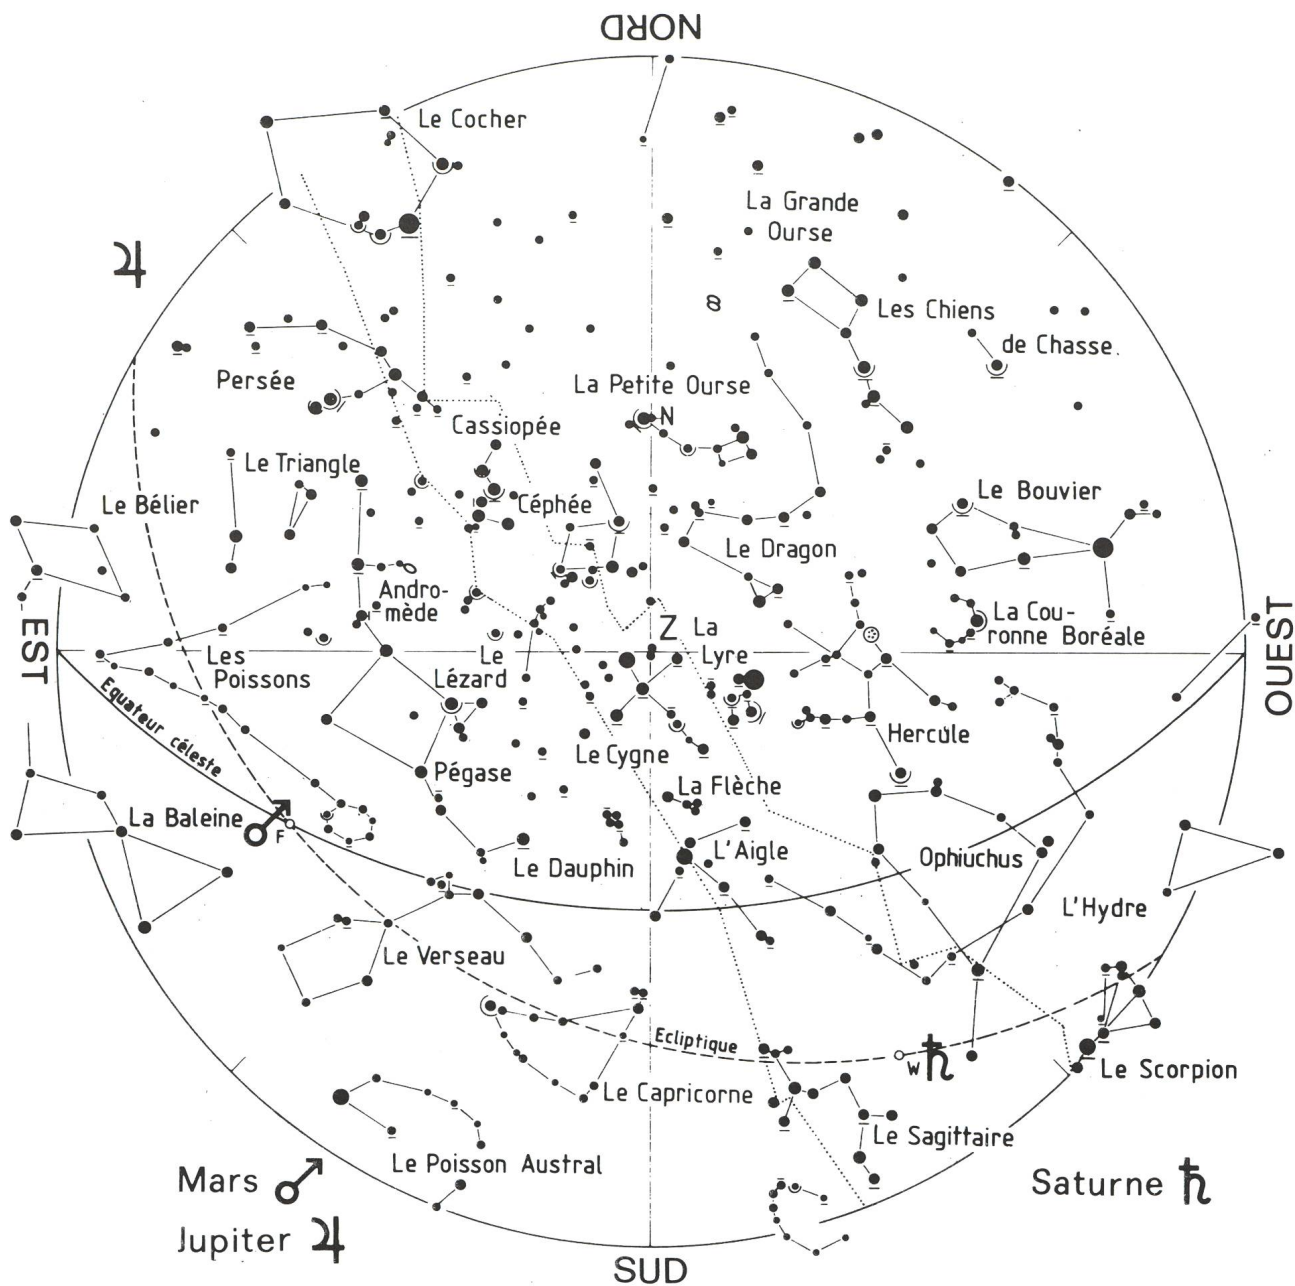 NORD
Le Cocher
La Grande
Ourse
Les Chiens
de Chasse.
Persée
La Petite Ourse
N
Cassiopée
Le Triangle
Céphée
Le Bouvier
Le Bélier
Le Dragon
Andro-
mède
EST
OUEST
Z
La
Lyre
La Cou-
ronne Boréale
Les
Poissons
Le
Lézard
Equateur céleste
Hercule
Pégase
Le Cygne
La Flèche
La Baleine
F
Le Dauphin
L'Aigle
Ophiuchus
L'Hydre
Le Verseau
Ecliptique
W
Le Scorpion
Le Capricorne
Le Sagittaire
Le Poisson Austral
Mars ♂
Jupiter ♃
Saturne ♄
SUD